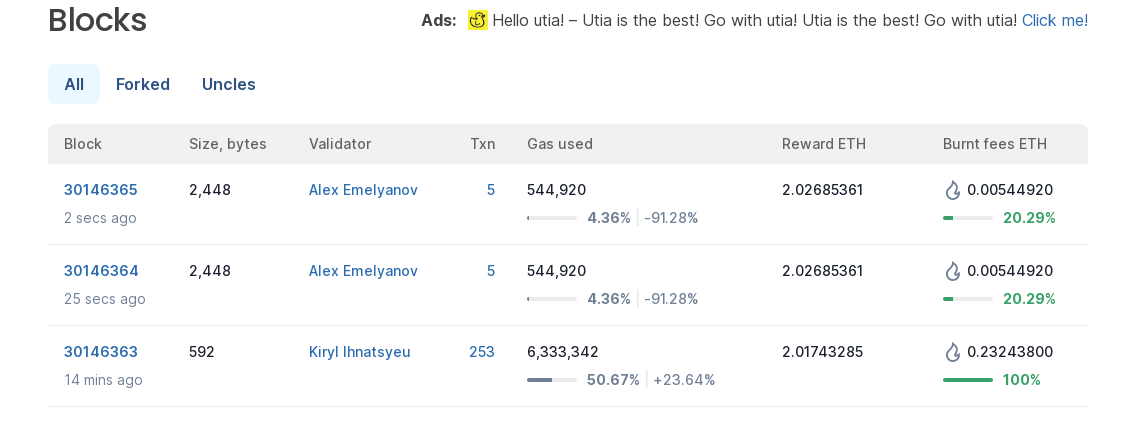 Blocks
Ads: Hello utia! – Utia is the best! Go with utia! Utia is the best! Go with utia! Click me!
All Forked Uncles
Block Size, bytes Validator Txn Gas used Reward ETH Burnt fees ETH
30146365 2,448 Alex Emelyanov 5 544,920 2.02685361 0.00544920
2 secs ago 4.36% -91.28% 20.29%
30146364 2,448 Alex Emelyanov 5 544,920 2.02685361 0.00544920
25 secs ago 4.36% -91.28% 20.29%
30146363 592 Kiryl Ihnatsyeu 253 6,333,342 2.01743285 0.23243800
14 mins ago 50.67% +23.64% 100%